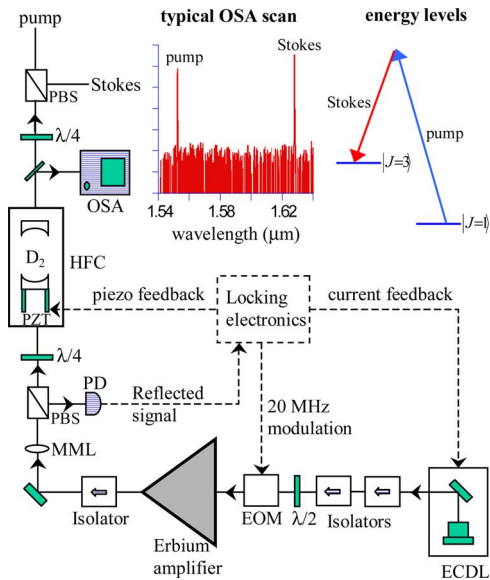 pump
typical OSA scan
energy levels
pump
Stokes
Stokes
PBS
λ/4
OSA
1.54
1.58
1.62
wavelength (μm)
Stokes
pump
|J=3⟩
|J=1⟩
D2
HFC
PZT
piezo feedback
Locking
electronics
current feedback
λ/4
PD
Reflected
signal
20 MHz
modulation
PBS
MML
Isolator
Erbium
amplifier
EOM
λ/2
Isolators
ECDL